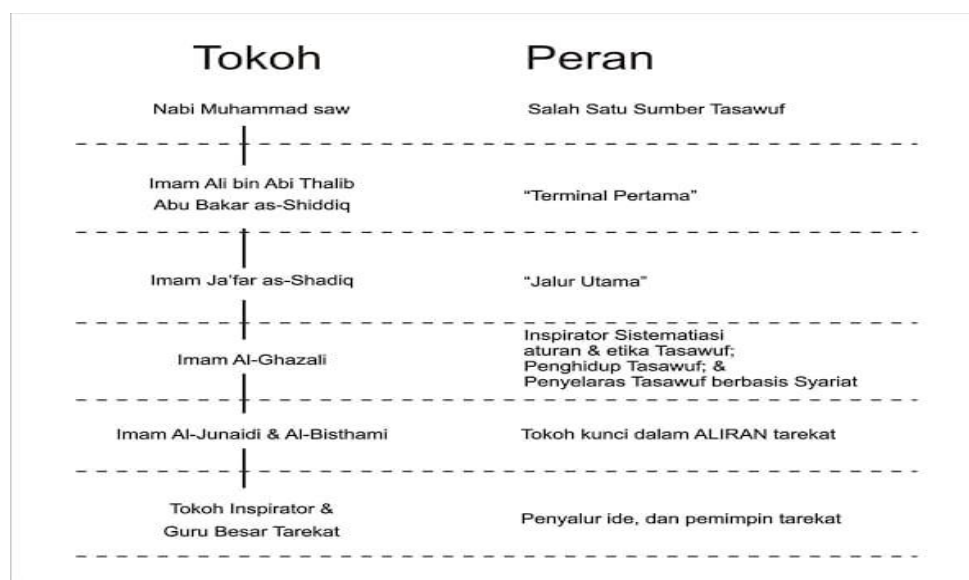 Tokoh Peran
Nabi Muhammad saw Salah Satu Sumber Tasawuf
Imam Ali bin Abi Thalib
Abu Bakar as-Shiddiq
“Terminal Pertama”
Imam Ja'far as-Shadiq “Jalur Utama”
Imam Al-Ghazali
Inspirator Sistematiasi
aturan & etika Tasawuf;
Penghidup Tasawuf; &
Penyelaras Tasawuf berbasis Syariat
Imam Al-Junaidi & Al-Bisthami Tokoh kunci dalam ALIRAN tarekat
Tokoh Inspirator &
Guru Besar Tarekat
Penyalur ide, dan pemimpin tarekat